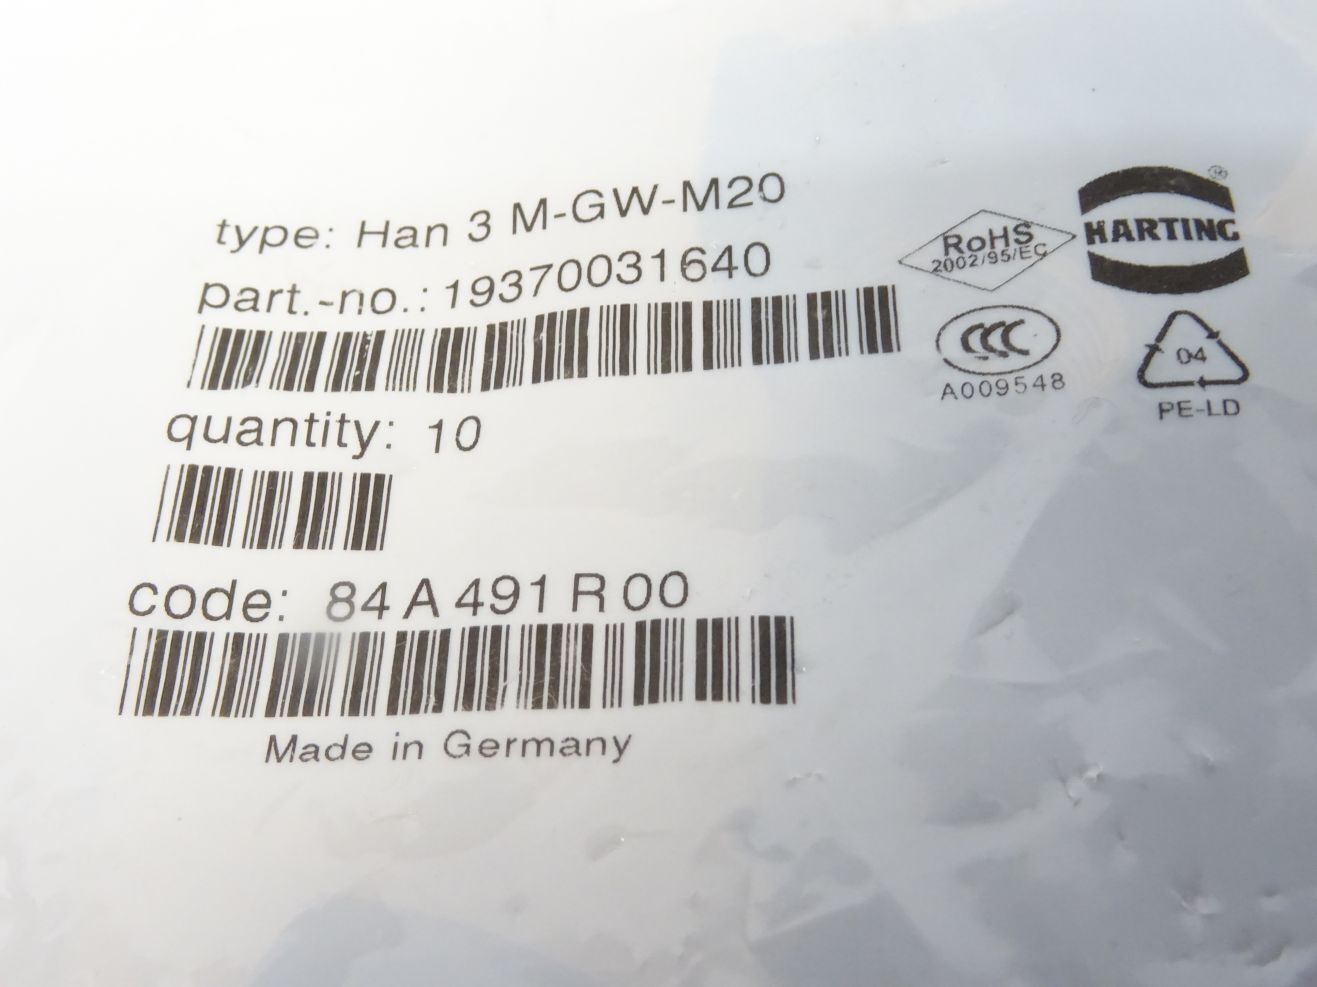 type: Han 3 M-GW-M20
part.-no.: 19370031640
quantity: 10
code: 84 A 491 R 00
Made in Germany
RoHS
2002/95/EC
®
HARTING
CCC
A009548
04
PE-LD